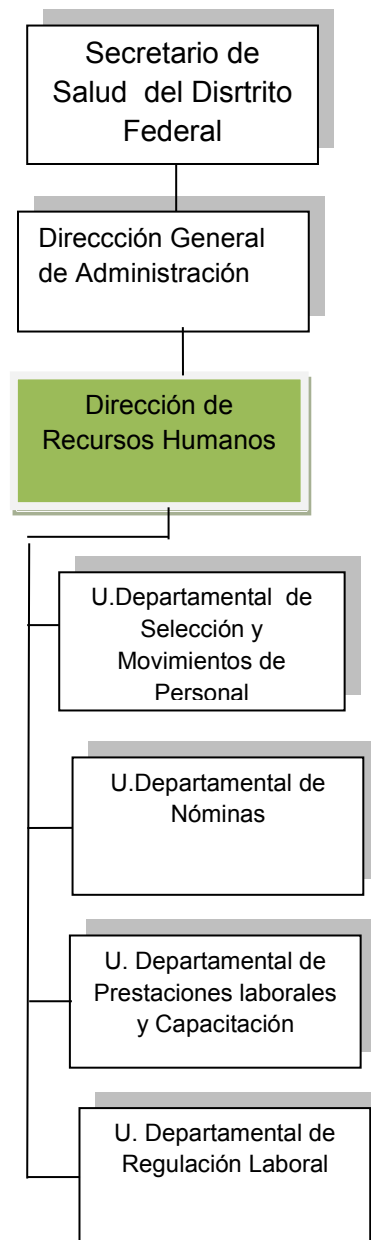 Secretario de
Salud del Disrtrito
Federal
Direccción General
de Administración
Dirección de
Recursos Humanos
U.Departamental de
Selección y
Movimientos de
Personal
U.Departamental de
Nóminas
U. Departamental de
Prestaciones laborales
y Capacitación
U. Departamental de
Regulación Laboral